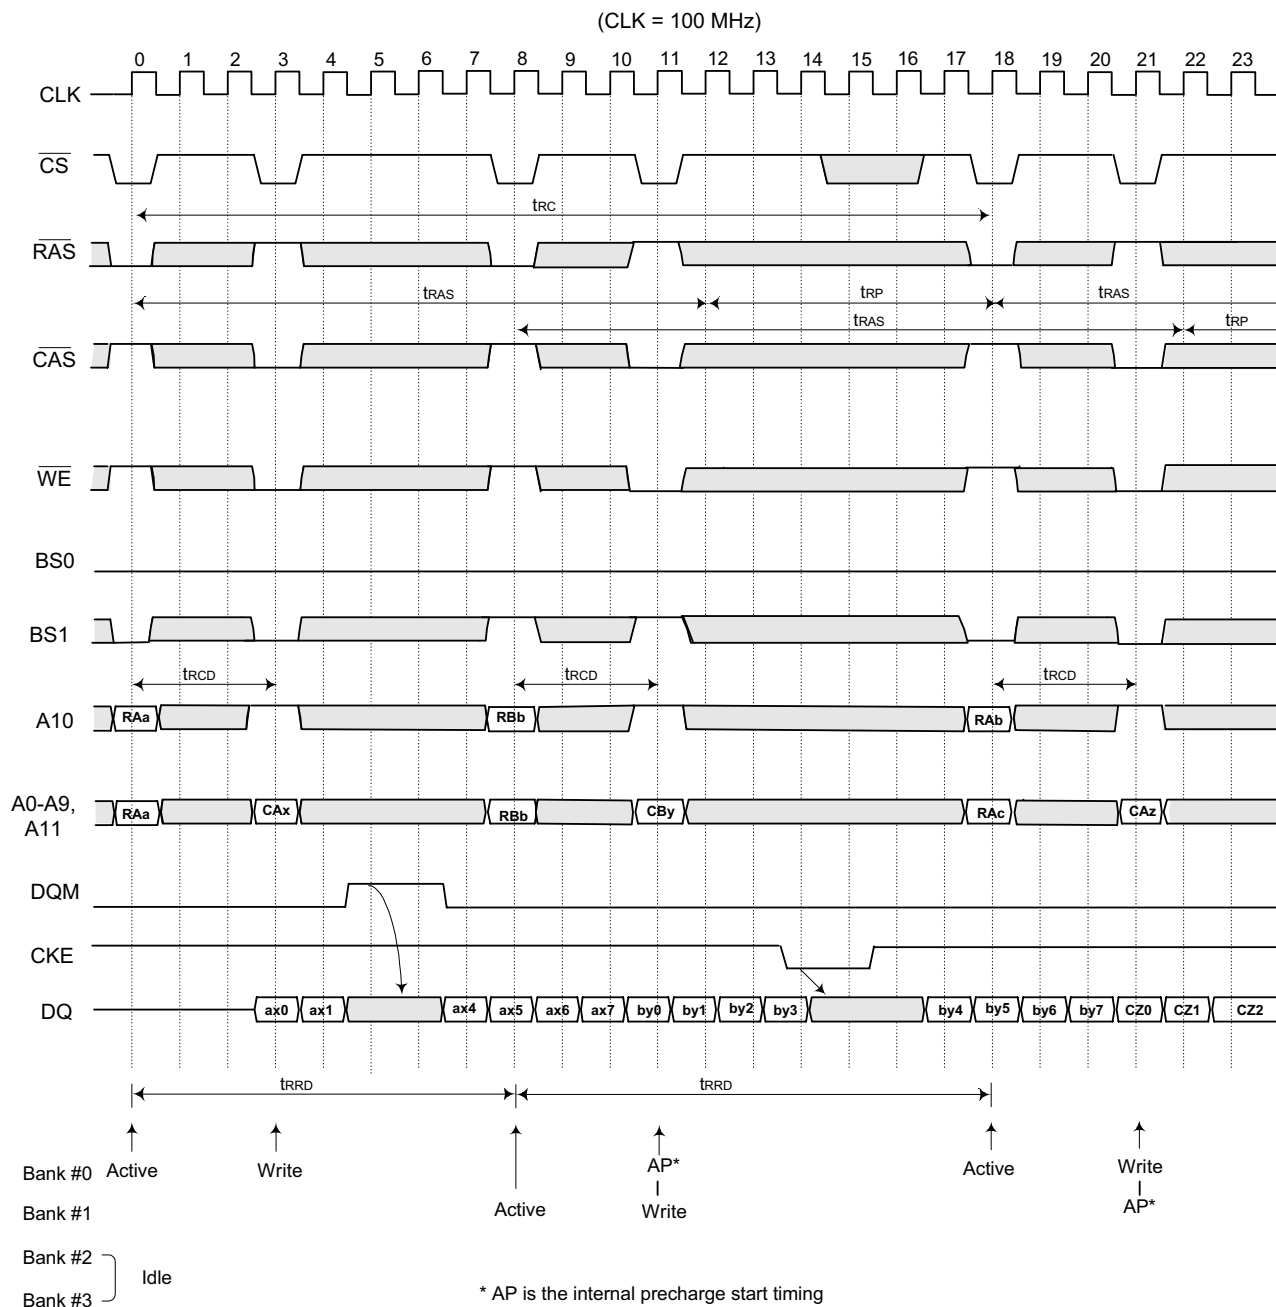 (CLK = 100 MHz)
0 1 2 3 4 5 6 7 8 9 10 11 12 13 14 15 16 17 18 19 20 21 22 23
CLK
CS
tRC
RAS
tRAS tRP tRAS
tRAS tRP
CAS
WE
BS0
BS1
tRCD tRCD tRCD
A10 RAa RBb RAb
A0-A9, A11 RAa CAx RBb CBy RAc CAz
DQM
CKE
DQ ax0 ax1 ax4 ax5 ax6 ax7 by0 by1 by2 by3 by4 by5 by6 by7 CZ0 CZ1 CZ2
tRRD tRRD
Bank #0 Active Write AP* Active Write
Bank #1 Active Write AP*
Bank #2
Idle
Bank #3
* AP is the internal precharge start timing